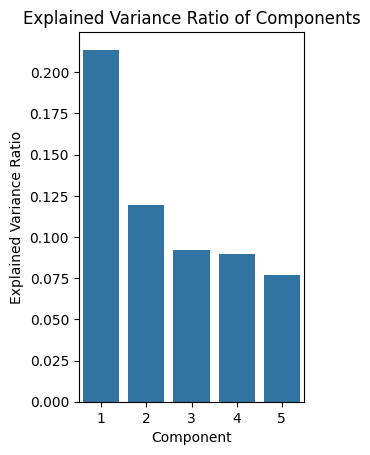 Explained Variance Ratio of Components
0.200
0.175
0.150
0.125
0.100
0.075
0.050
0.025
0.000
Explained Variance Ratio
1 2 3 4 5
Component